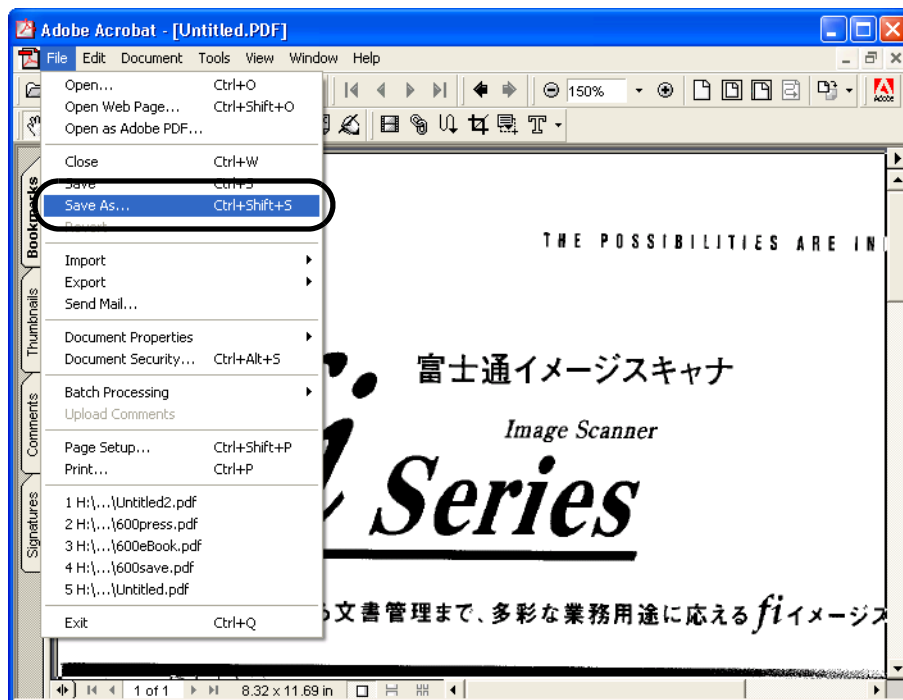 Adobe Acrobat - [Untitled.PDF]
File Edit Document Tools View Window Help
150%
Adobe
Open... Ctrl+O
Open Web Page... Ctrl+Shift+O
Open as Adobe PDF...
Close Ctrl+W
Save Ctrl+S
Save As... Ctrl+Shift+S
Revert
Import
Export
Send Mail...
Document Properties
Document Security... Ctrl+Alt+S
Batch Processing
Upload Comments
Page Setup... Ctrl+Shift+P
Print... Ctrl+P
1 H:\...\Untitled2.pdf
2 H:\...\600press.pdf
3 H:\...\600eBook.pdf
4 H:\...\600save.pdf
5 H:\...\Untitled.pdf
Exit Ctrl+Q
Bookmarks
Thumbnails
Comments
Signatures
THE POSSIBILITIES ARE IN
富士通イメージスキャナ
Image Scanner
i Series
文書管理まで、多彩な業務用途に応えるfiイメージス
1 of 1 8.32 x 11.69 in